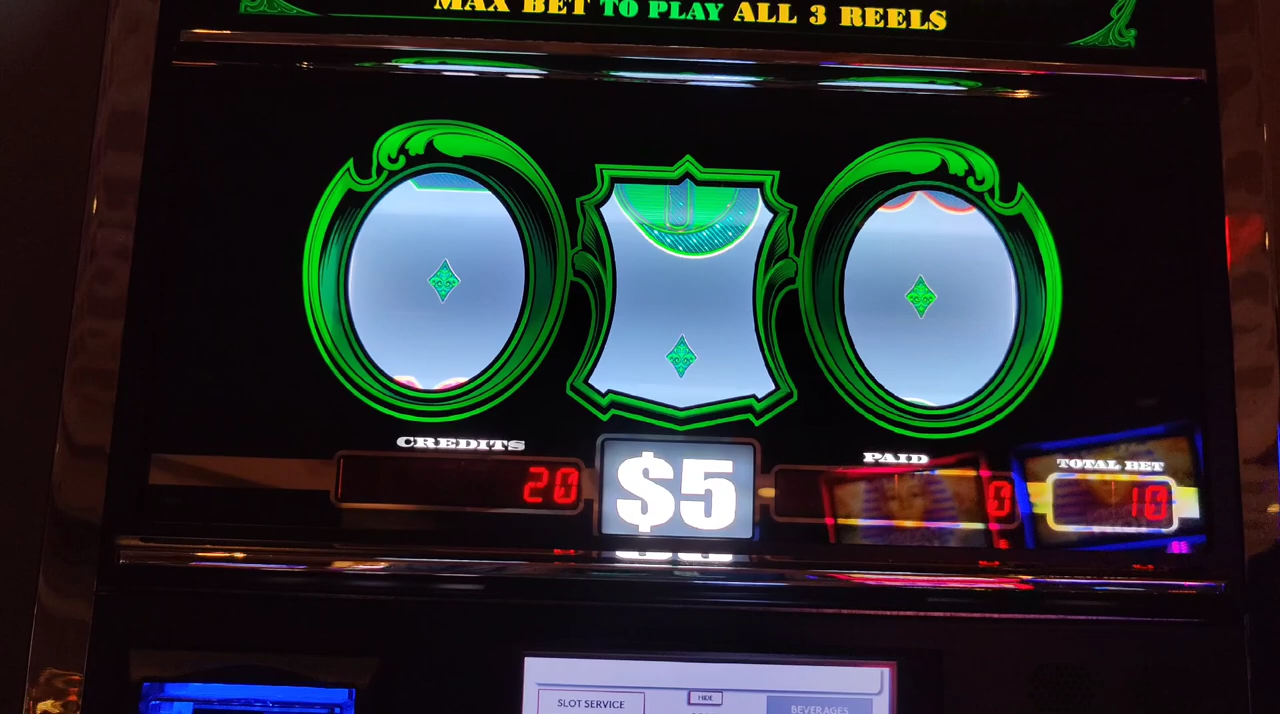 MAX BET TO PLAY ALL 3 REELS
CREDITS
20
$5
PAID
0
TOTAL BET
10
SLOT SERVICE
HIDE
BEVERAGES